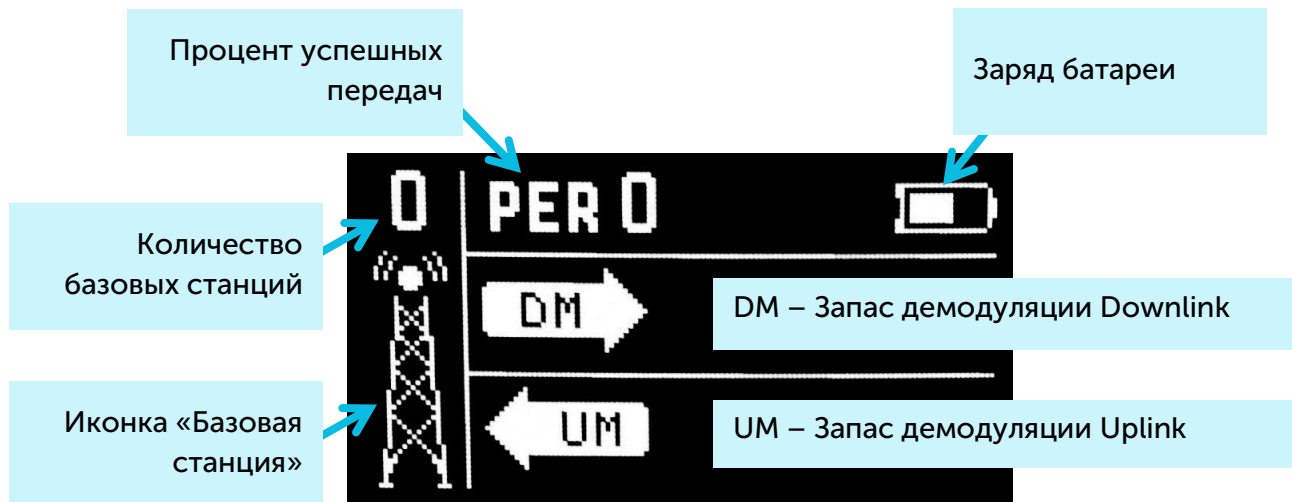 Процент успешных
передач
Заряд батареи
0
PER 0
Количество
базовых станций
DM
DM – Запас демодуляции Downlink
Иконка «Базовая
станция»
UM
UM – Запас демодуляции Uplink